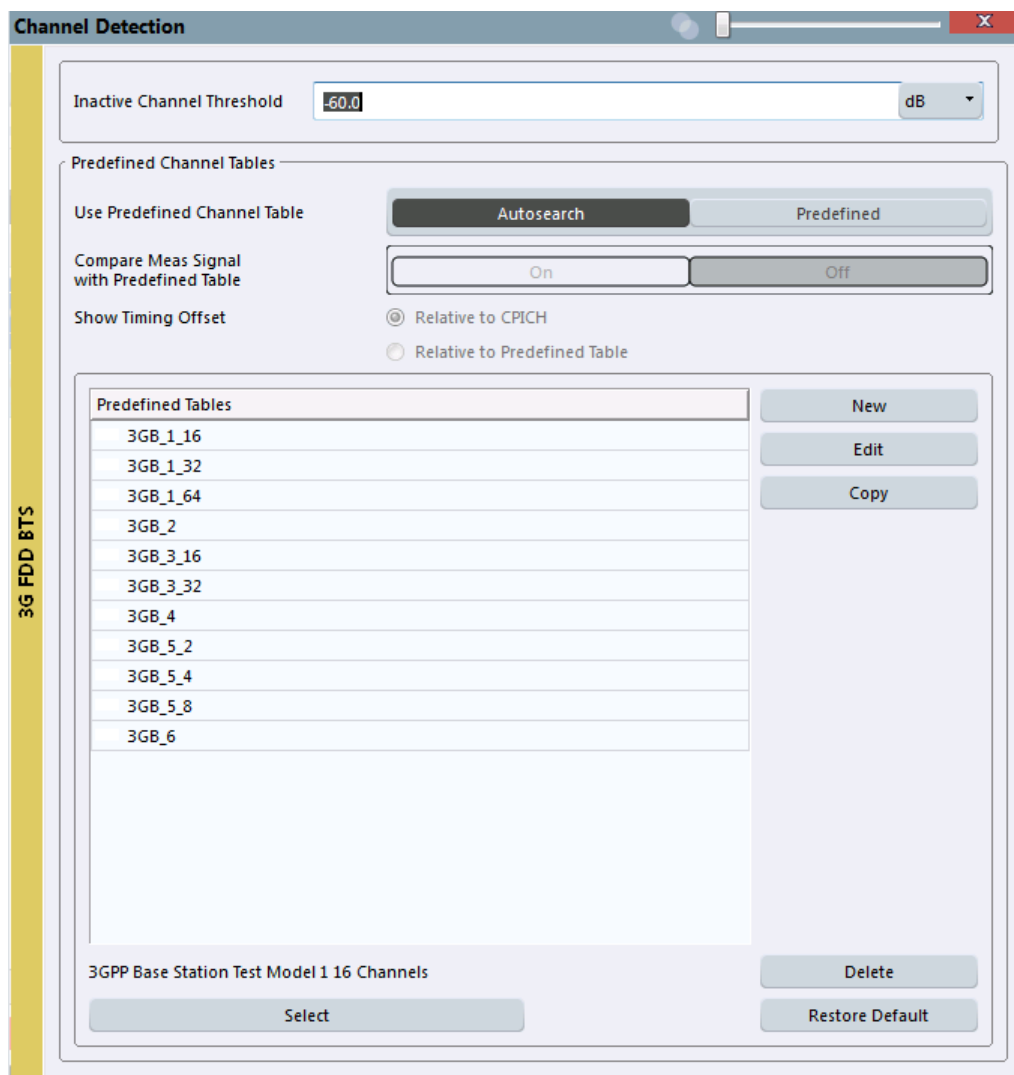 Channel Detection
X
Inactive Channel Threshold -60.0 dB
Predefined Channel Tables
Use Predefined Channel Table Autosearch Predefined
Compare Meas Signal
with Predefined Table On Off
Show Timing Offset Relative to CPICH
Relative to Predefined Table
Predefined Tables New
3GB_1_16
Edit
3GB_1_32
3GB_1_64 Copy
3GB_2
3GB_3_16
3GB_3_32
3GB_4
3GB_5_2
3GB_5_4
3GB_5_8
3GB_6
3G FDD BTS
3GPP Base Station Test Model 1 16 Channels Delete
Select Restore Default